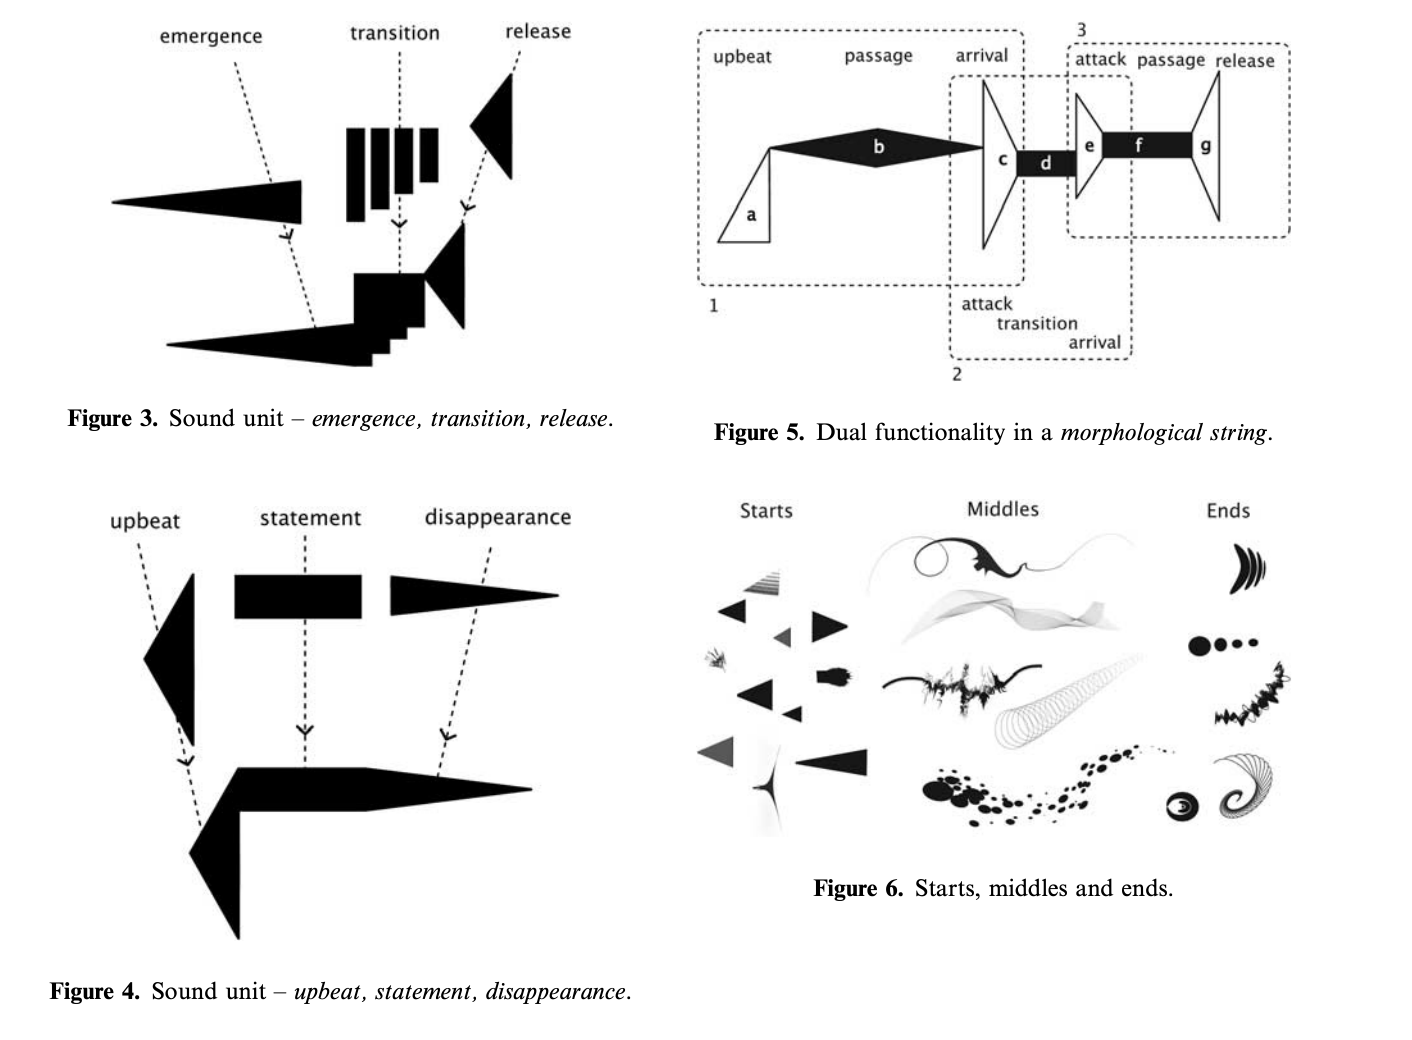 emergence
transition
release
Figure 3. Sound unit – emergence, transition, release.
upbeat
statement
disappearance
Figure 4. Sound unit – upbeat, statement, disappearance.
3
upbeat passage arrival
attack passage release
a
b
c
d
e
f
g
1
attack
transition
arrival
2
Figure 5. Dual functionality in a morphological string.
Starts Middles Ends
Figure 6. Starts, middles and ends.